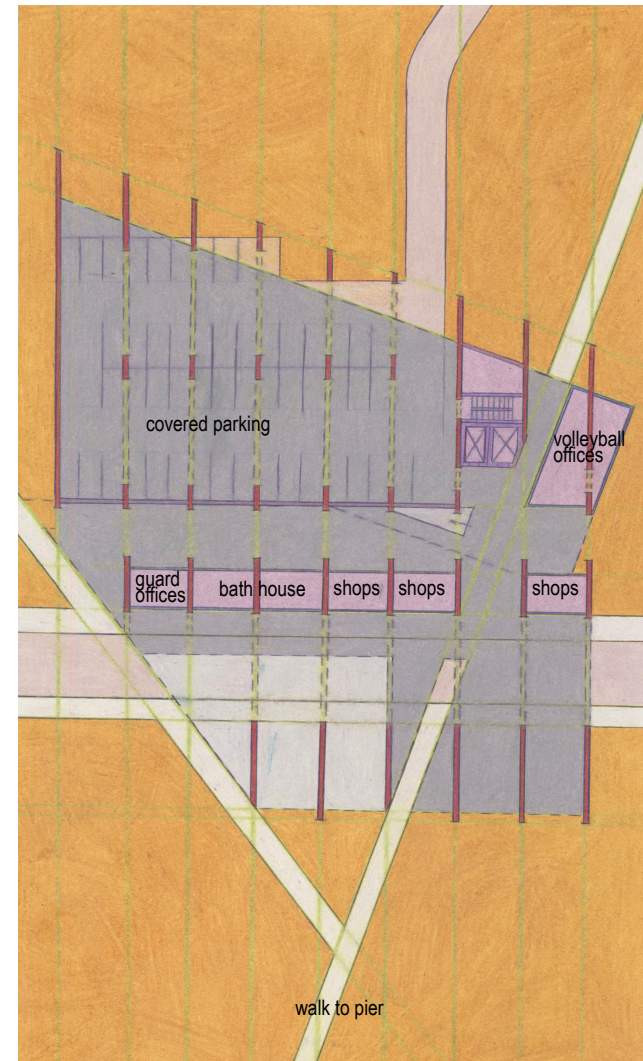 covered parking
volleyball
offices
guard
offices
bath house
shops
shops
shops
walk to pier